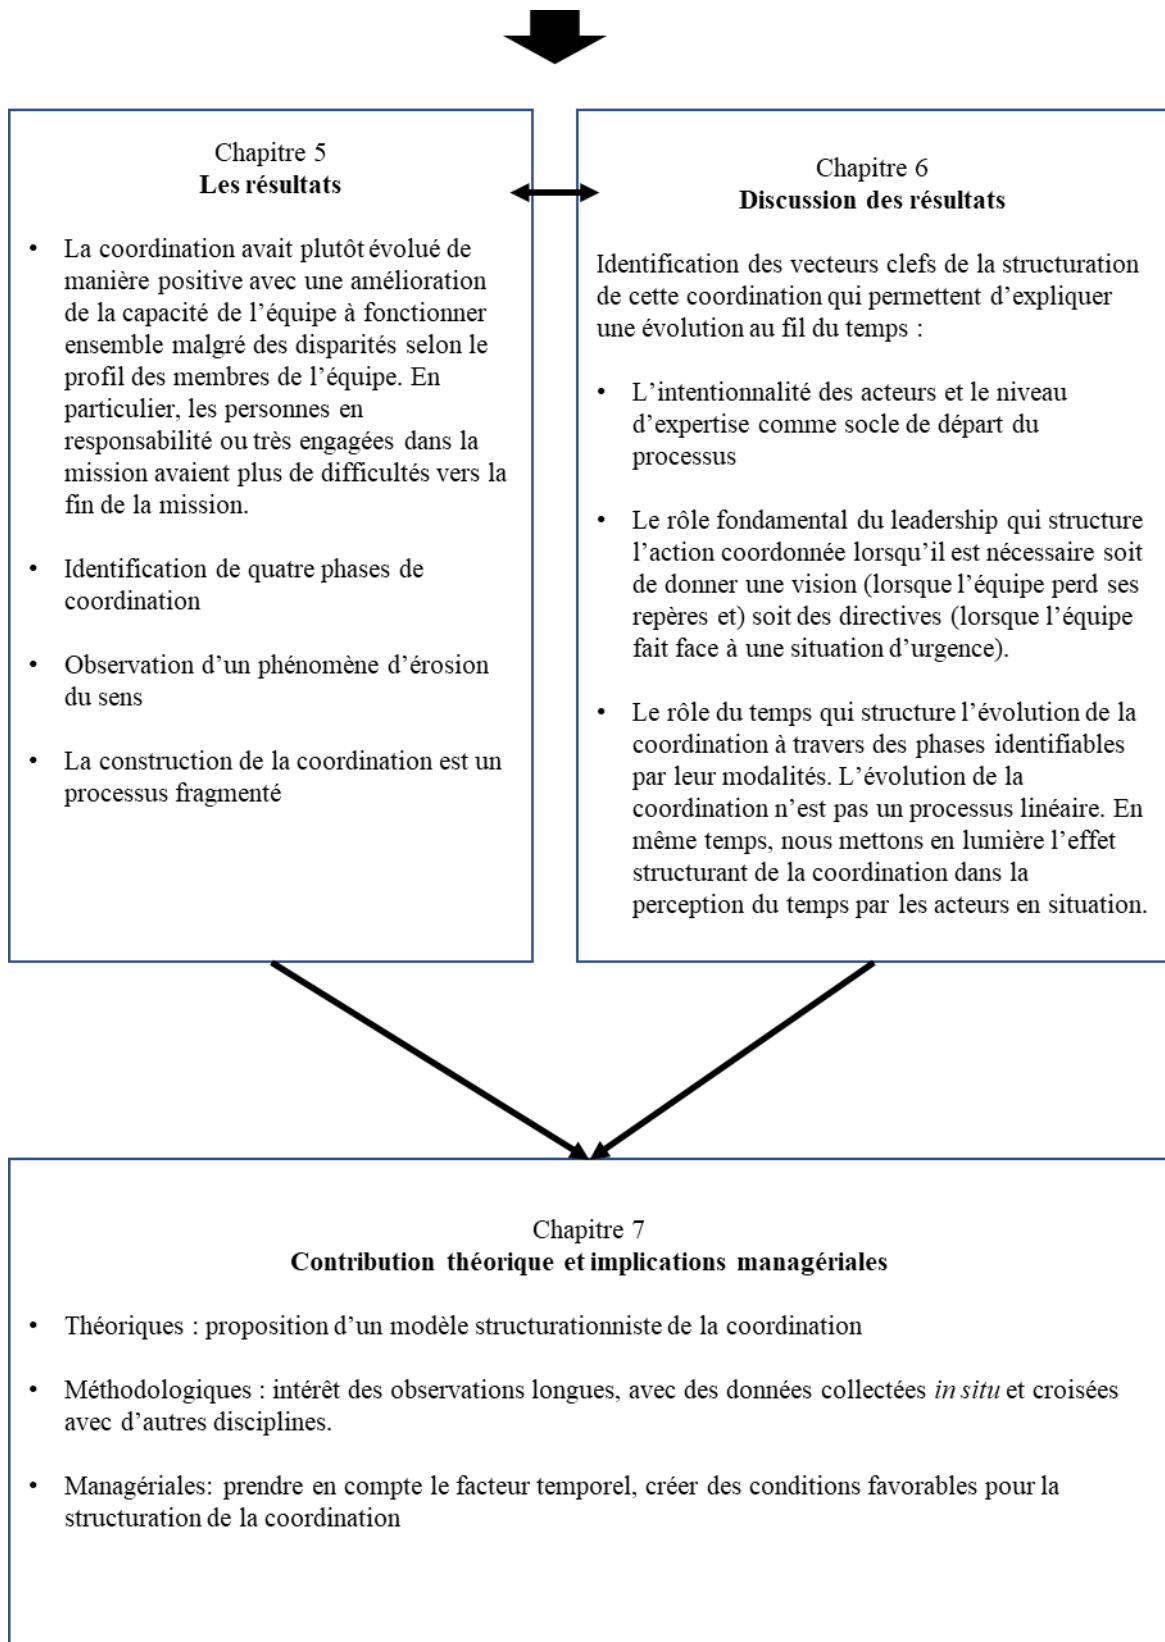 Chapitre 5
Les résultats
• La coordination avait plutôt évolué de
manière positive avec une amélioration
de la capacité de l’équipe à fonctionner
ensemble malgré des disparités selon le
profil des membres de l’équipe. En
particulier, les personnes en
responsabilité ou très engagées dans la
mission avaient plus de difficultés vers la
fin de la mission.
• Identification de quatre phases de
coordination
• Observation d’un phénomène d’érosion
du sens
• La construction de la coordination est un
processus fragmenté
Chapitre 6
Discussion des résultats
Identification des vecteurs clefs de la structuration
de cette coordination qui permettent d’expliquer
une évolution au fil du temps :
• L’intentionnalité des acteurs et le niveau
d’expertise comme socle de départ du
processus
• Le rôle fondamental du leadership qui structure
l’action coordonnée lorsqu’il est nécessaire soit
de donner une vision (lorsque l’équipe perd ses
repères et) soit des directives (lorsque l’équipe
fait face à une situation d’urgence).
• Le rôle du temps qui structure l’évolution de la
coordination à travers des phases identifiables
par leur modalités. L’évolution de la
coordination n’est pas un processus linéaire. En
même temps, nous mettons en lumière l’effet
structurant de la coordination dans la
perception du temps par les acteurs en situation.
Chapitre 7
Contribution théorique et implications managériales
• Théoriques : proposition d’un modèle structurationniste de la coordination
• Méthodologiques : intérêt des observations longues, avec des données collectées in situ et croisées
avec d’autres disciplines.
• Managériales: prendre en compte le facteur temporel, créer des conditions favorables pour la
structuration de la coordination